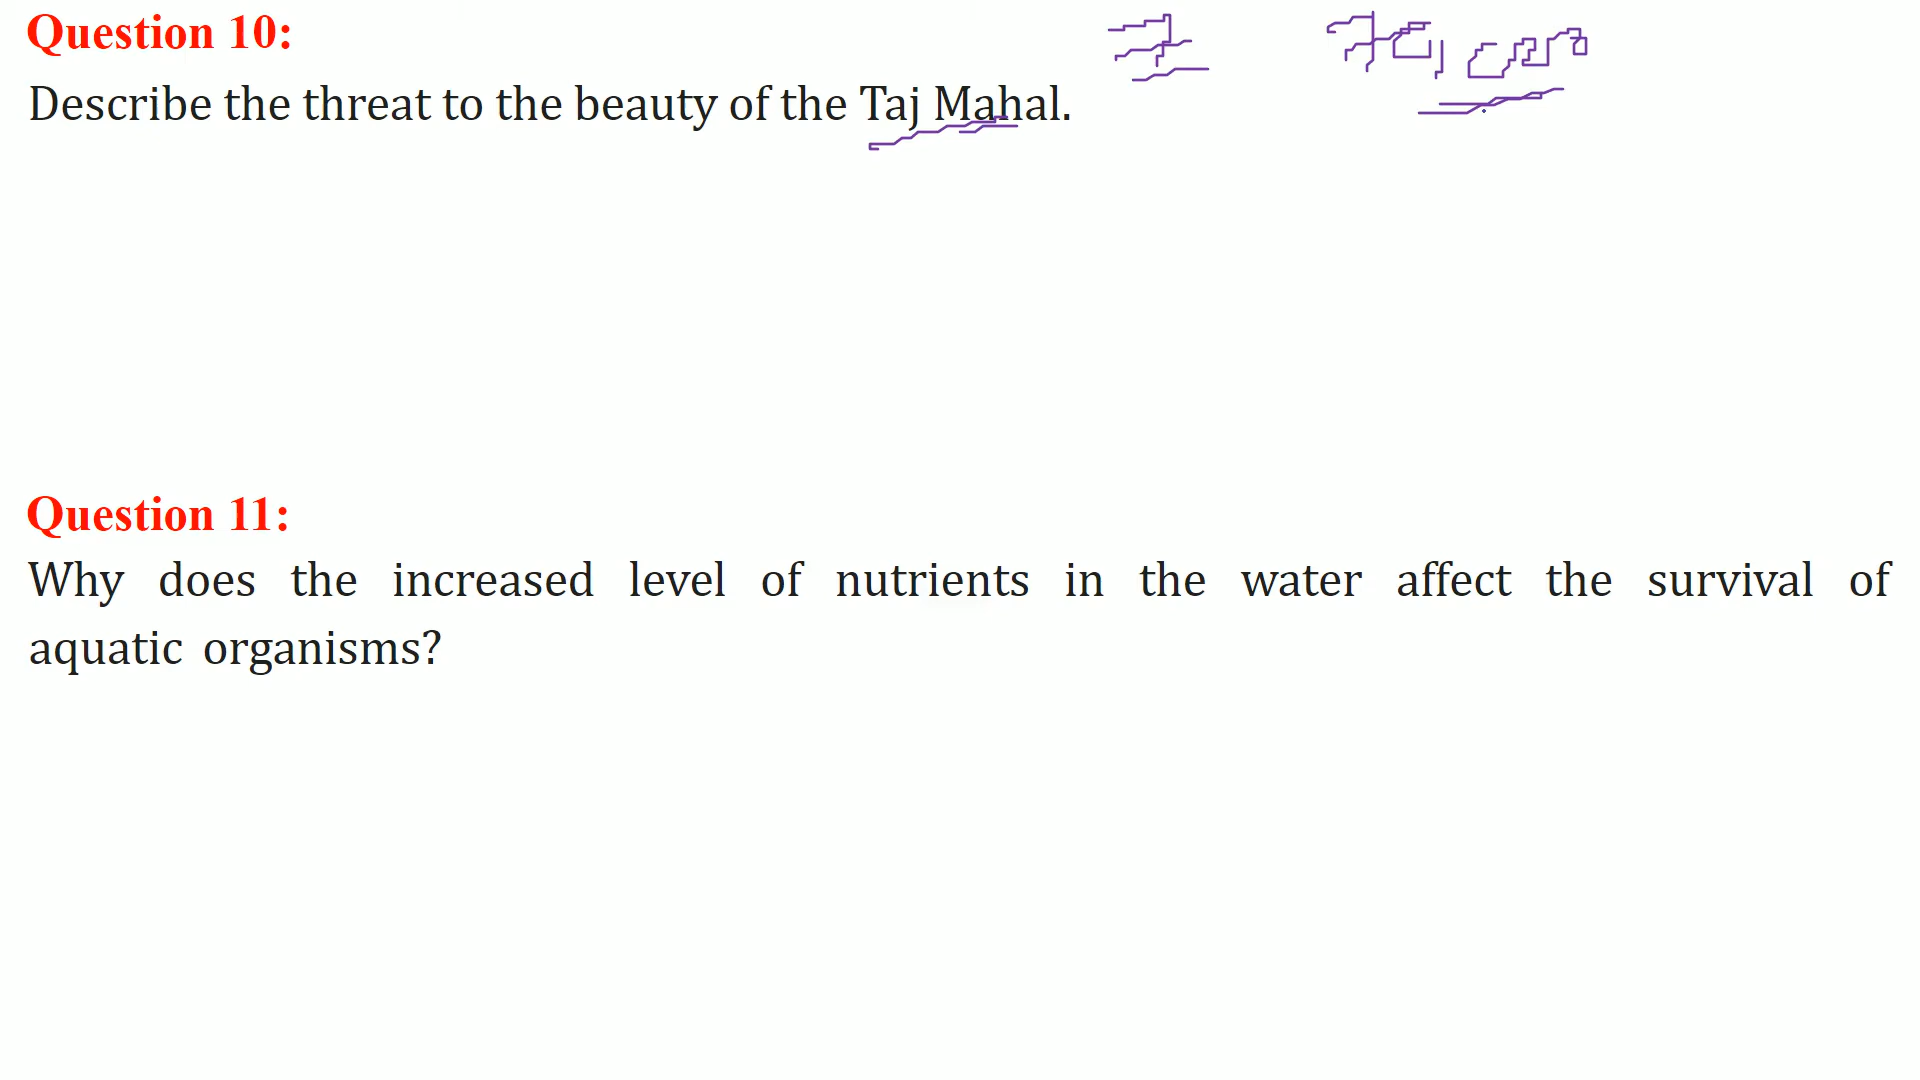 Question 10:
Describe the threat to the beauty of the Taj Mahal.
Question 11:
Why does the increased level of nutrients in the water affect the survival of
aquatic organisms?